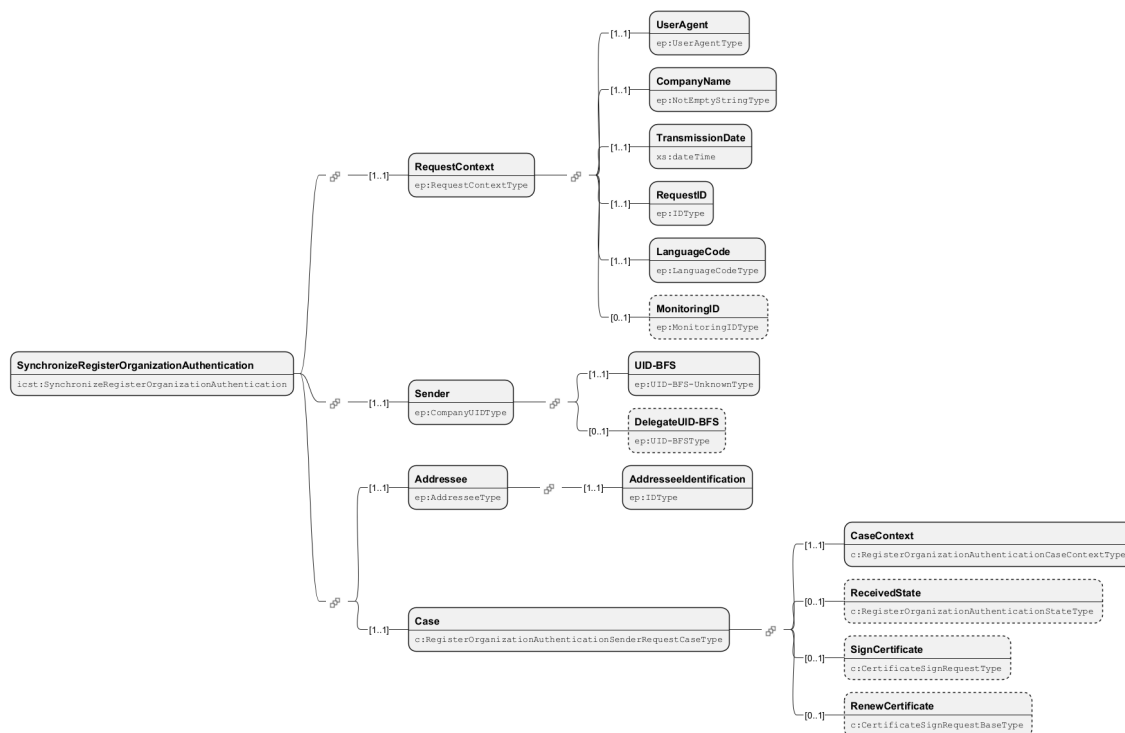 [1..1]
UserAgent
ep:UserAgentType
[1..1]
CompanyName
ep:NotEmptyStringType
[1..1]
TransmissionDate
xs:dateTime
[1..1]
RequestContext
ep:RequestContextType
[1..1]
RequestID
ep:IDType
[1..1]
LanguageCode
ep:LanguageCodeType
[0..1]
MonitoringID
ep:MonitoringIDType
SynchronizeRegisterOrganizationAuthentication
icst:SynchronizeRegisterOrganizationAuthentication
[1..1]
Sender
ep:CompanyUIDType
[1..1]
UID-BFS
ep:UID-BFS-UnknownType
[0..1]
DelegateUID-BFS
ep:UID-BFSType
[1..1]
Addressee
ep:AddresseeType
[1..1]
AddresseeIdentification
ep:IDType
[1..1]
Case
c:RegisterOrganizationAuthenticationSenderRequestCaseType
[1..1]
CaseContext
c:RegisterOrganizationAuthenticationCaseContextType
[0..1]
ReceivedState
c:RegisterOrganizationAuthenticationStateType
[0..1]
SignCertificate
c:CertificateSignRequestType
[0..1]
RenewCertificate
c:CertificateSignRequestBaseType